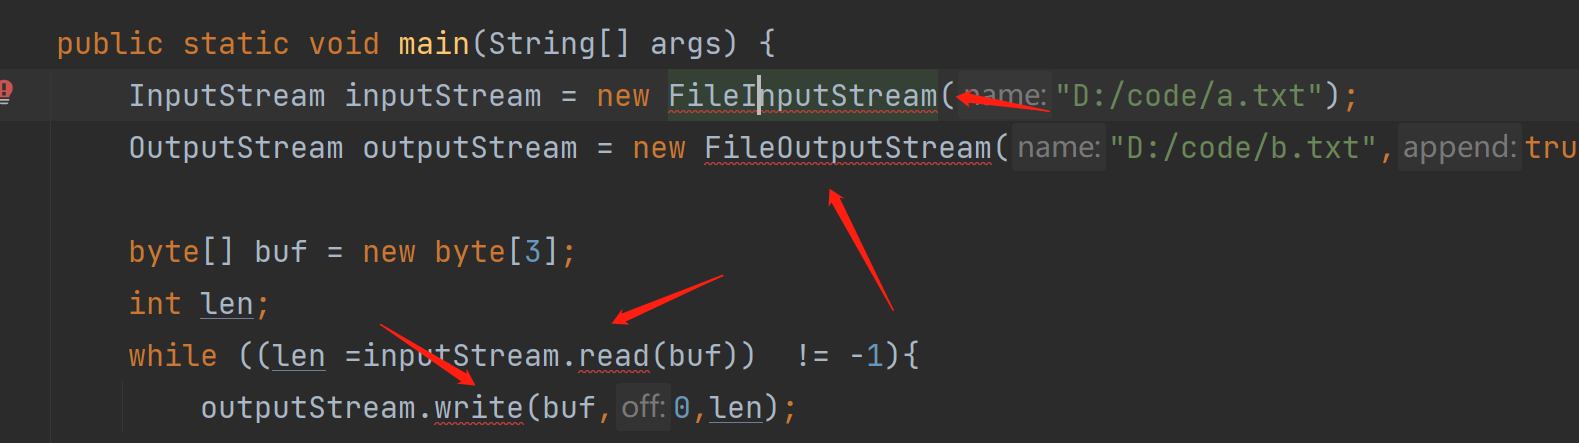 public static void main(String[] args) {
InputStream inputStream = new FileInputStream( name: "D:/code/a.txt");
OutputStream outputStream = new FileOutputStream( name: "D:/code/b.txt", append: tru
byte[] buf = new byte[3];
int len;
while ((len =inputStream.read(buf))  != -1){
outputStream.write(buf, off: 0,len);